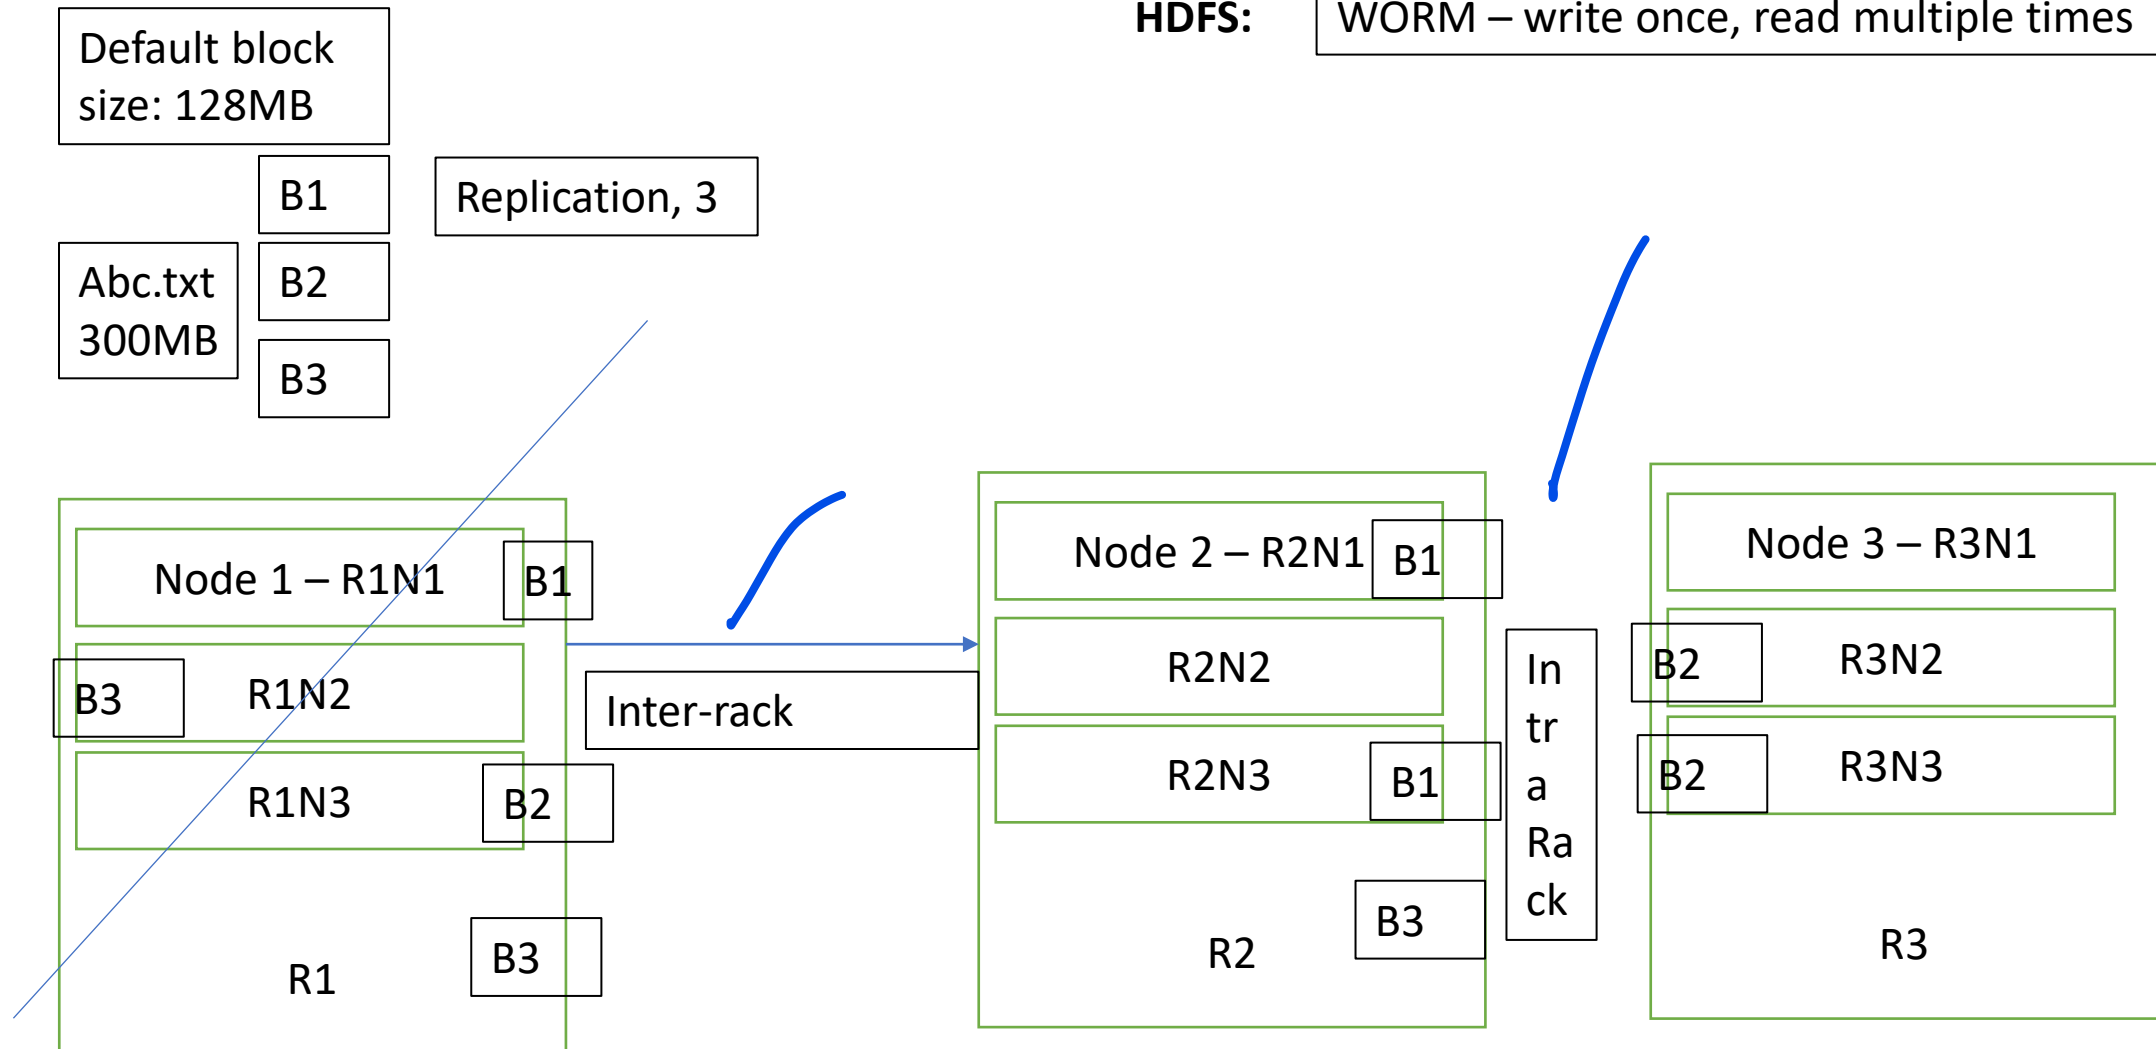 HDFS:
WORM – write once, read multiple times
Default block
size: 128MB
B1
Replication, 3
Abc.txt
300MB
B2
B3
Node 1 – R1N1
B1
B3
R1N2
R1N3
B2
B3
R1
Inter-rack
Node 2 – R2N1
B1
R2N2
R2N3
B1
B3
R2
In
tr
a
Ra
ck
Node 3 – R3N1
B2
R3N2
B2
R3N3
R3